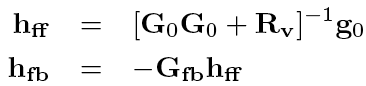 h_ff = [G_0 G_0 + R_v]^{-1} g_0
h_fb = -G_fb h_ff